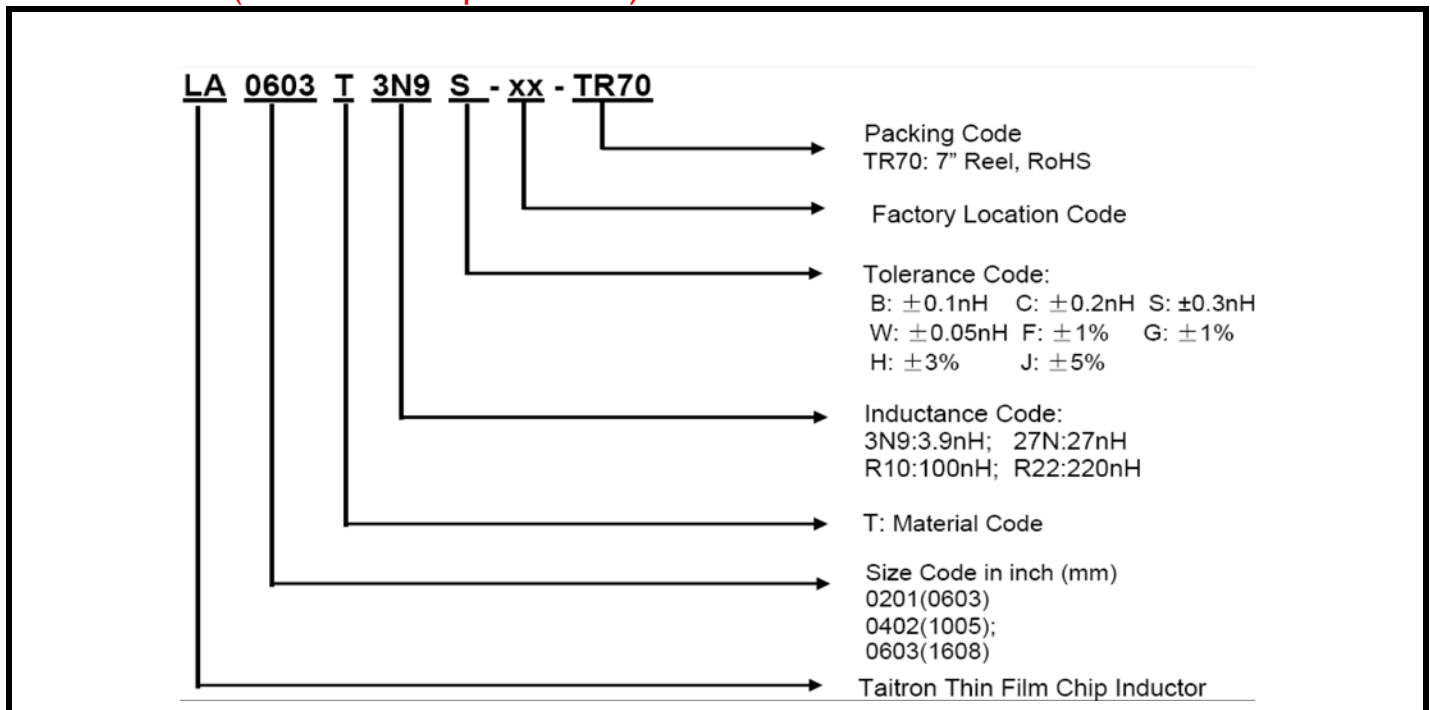 LA 0603 T 3N9 S - xx - TR70
Packing Code
TR70: 7” Reel, RoHS
Factory Location Code
Tolerance Code:
B: ±0.1nH C: ±0.2nH S: ±0.3nH
W: ±0.05nH F: ±1% G: ±1%
H: ±3% J: ±5%
Inductance Code:
3N9:3.9nH; 27N:27nH
R10:100nH; R22:220nH
T: Material Code
Size Code in inch (mm)
0201(0603)
0402(1005);
0603(1608)
Taitron Thin Film Chip Inductor